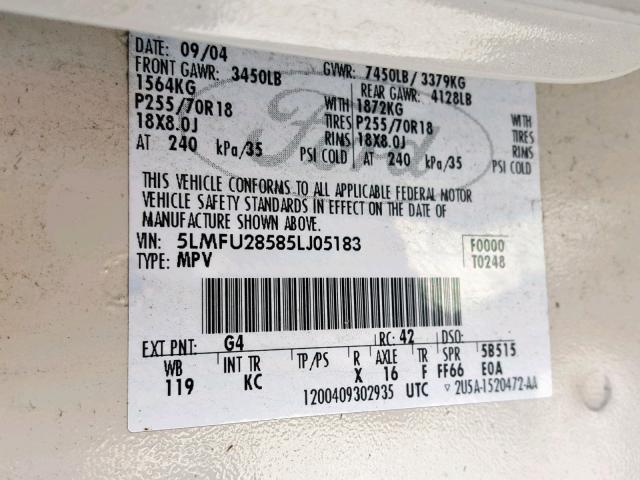 DATE: 09/04
FRONT GAWR: 3450LB GVWR: 7450LB/ 3379KG
1564KG REAR GAWR: 4128LB
P255/70R18 WITH 1872KG WITH
18X8.0J TIRES P255/70R18 TIRES
AT 240 kPa/35 RIMS 18X8.0J RIMS
PSI COLD AT 240 kPa/35 PSI COLD
Ford
THIS VEHICLE CONFORMS TO ALL APPLICABLE FEDERAL MOTOR
VEHICLE SAFETY STANDARDS IN EFFECT ON THE DATE OF
MANUFACTURE SHOWN ABOVE.
VIN: 5LMFU28585LJ05183 F0000
TYPE: MPV T0248
EXT PNT: G4 RC: 42 DSO:
WB INT TR TP/PS R AXLE TR SPR 5B515
119 KC X 16 F FF66 E0A
1200409302935 UTC ▽ 2U5A-1520472-AA